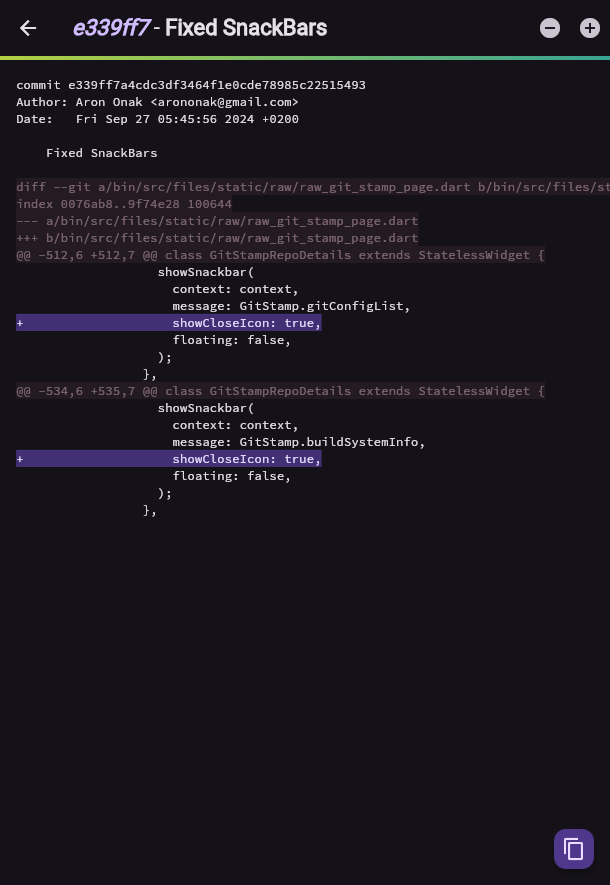 e339ff7 - Fixed SnackBars
commit e339ff7a4cdc3df3464f1e0cde78985c22515493
Author: Aron Onak <arononak@gmail.com>
Date:   Fri Sep 27 05:45:56 2024 +0200
    Fixed SnackBars
diff --git a/bin/src/files/static/raw/raw_git_stamp_page.dart b/bin/src/files/st
index 0076ab8..9f74e28 100644
--- a/bin/src/files/static/raw/raw_git_stamp_page.dart
+++ b/bin/src/files/static/raw/raw_git_stamp_page.dart
@@ -512,6 +512,7 @@ class GitStampRepoDetails extends StatelessWidget {
                   showSnackbar(
                     context: context,
                     message: GitStamp.gitConfigList,
+                    showCloseIcon: true,
                     floating: false,
                   );
                 },
@@ -534,6 +535,7 @@ class GitStampRepoDetails extends StatelessWidget {
                   showSnackbar(
                     context: context,
                     message: GitStamp.buildSystemInfo,
+                    showCloseIcon: true,
                     floating: false,
                   );
                 },